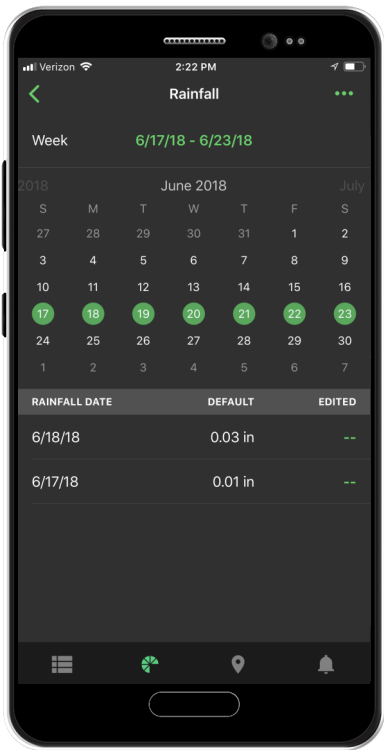 Verizon 2:22 PM
Rainfall
Week 6/17/18 - 6/23/18
2018 June 2018 July
S M T W T F S
27 28 29 30 31 1 2
3 4 5 6 7 8 9
10 11 12 13 14 15 16
17 18 19 20 21 22 23
24 25 26 27 28 29 30
1 2 3 4 5 6 7
RAINFALL DATE DEFAULT EDITED
6/18/18 0.03 in --
6/17/18 0.01 in --